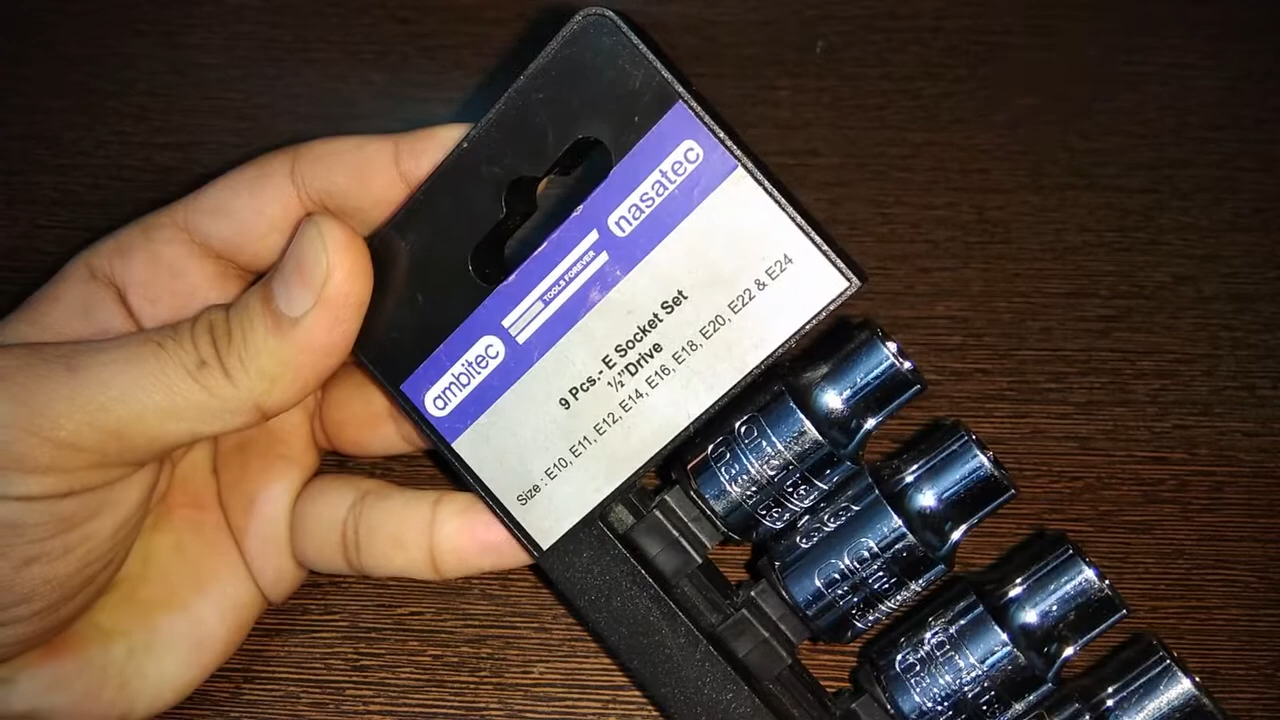 ambitec
TOOLS FOREVER
nasatec
9 Pcs.- E Socket Set
½”Drive
Size : E10, E11, E12, E14, E16, E18, E20, E22 & E24